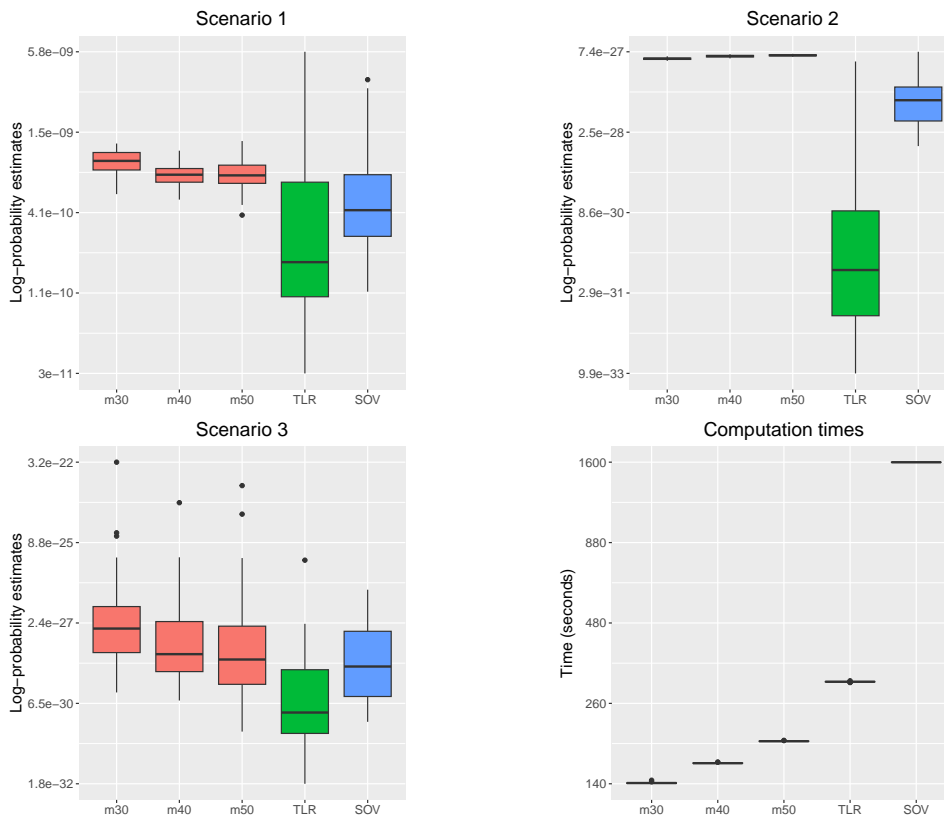 Scenario 1
Log−probability estimates
5.8e−09
1.5e−09
4.1e−10
1.1e−10
3e−11
m30 m40 m50 TLR SOV
Scenario 2
Log−probability estimates
7.4e−27
2.5e−28
8.6e−30
2.9e−31
9.9e−33
m30 m40 m50 TLR SOV
Scenario 3
Log−probability estimates
3.2e−22
8.8e−25
2.4e−27
6.5e−30
1.8e−32
m30 m40 m50 TLR SOV
Computation times
Time (seconds)
1600
880
480
260
140
m30 m40 m50 TLR SOV